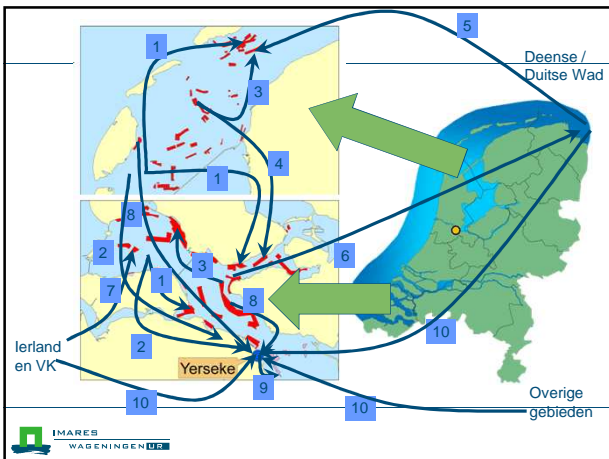 1
5
Deense /
Duitse Wad
3
4
1
8
2
3
6
7
1
8
Ierland
en VK
2
10
Yerseke
9
10
10
Overige
gebieden
IMARES
WAGENINGEN UR